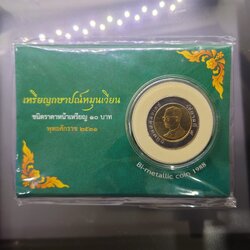 เหรียญกษาปณ์หมุนเวียน
ชนิดราคาหน้าเหรียญ ๑๐ บาท
พุทธศักราช ๒๕๓๑
Bi-metallic coin 1988